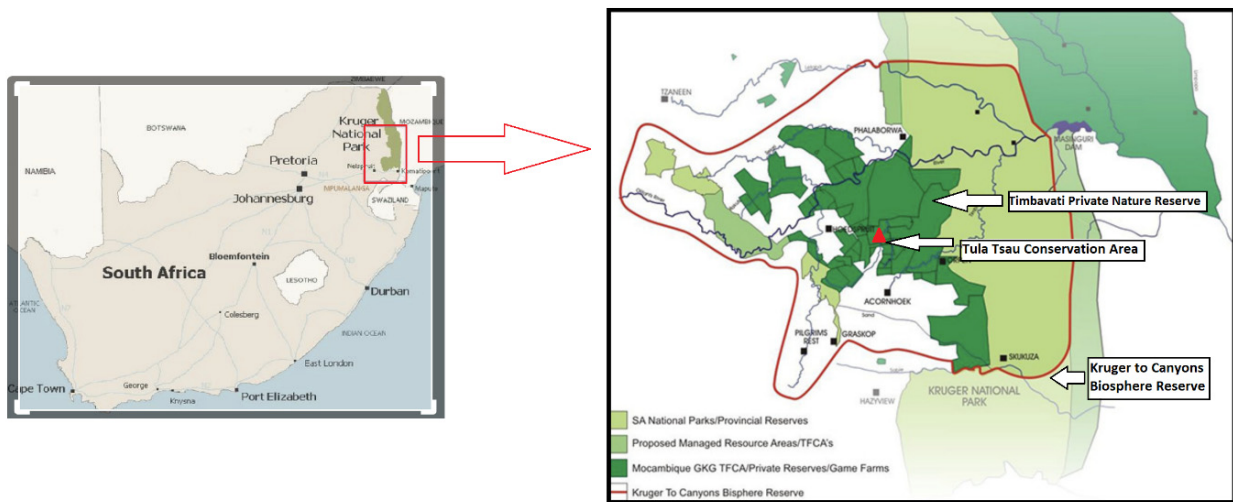 ZIMBABWE
BOTSWANA
MOZAMBIQUE
NAMIBIA
Kruger
National
Park
Pretoria
Nelspruit
Komatipoort
Johannesburg
MPUMALANGA
Maputo
SWAZILAND
South Africa
Bloemfontein
LESOTHO
Durban
ATLANTIC
OCEAN
Colesberg
INDIAN OCEAN
East London
Cape Town
George
Knysna
Port Elizabeth
TZANEEN
PHALABORWA
MASINGURI
DAM
Timbavati Private Nature Reserve
HOEDSPRUIT
Tula Tsau Conservation Area
ACORNHOEK
Sand
PILGRIMS
REST
GRASKOP
SKUKUZA
Kruger to Canyons
Biosphere Reserve
KRUGER NATIONAL
PARK
HAZYVIEW
SA National Parks/Provincial Reserves
Proposed Managed Resource Areas/TFCA's
Mocambique GKG TFCA/Private Reserves/Game Farms
Kruger To Canyons Bisphere Reserve